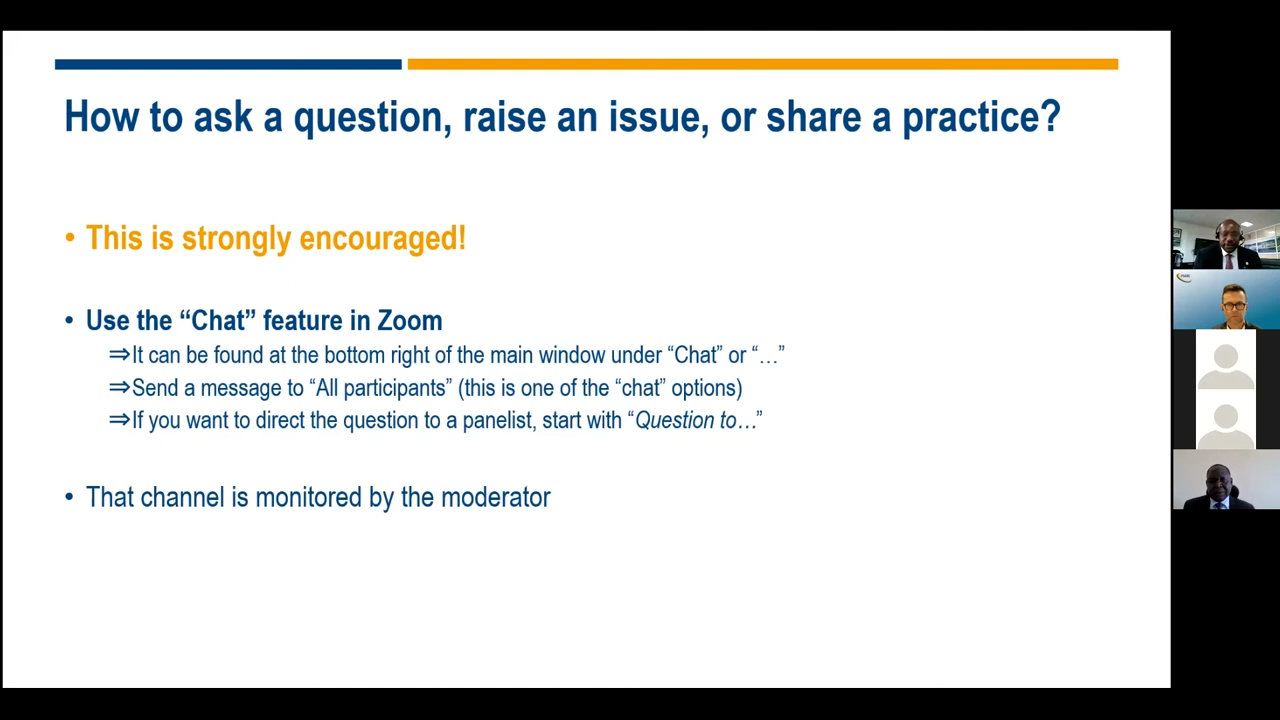 How to ask a question, raise an issue, or share a practice?
• This is strongly encouraged!
• Use the “Chat” feature in Zoom
⇒It can be found at the bottom right of the main window under “Chat” or “…”
⇒Send a message to “All participants” (this is one of the “chat” options)
⇒If you want to direct the question to a panelist, start with “Question to…”
• That channel is monitored by the moderator